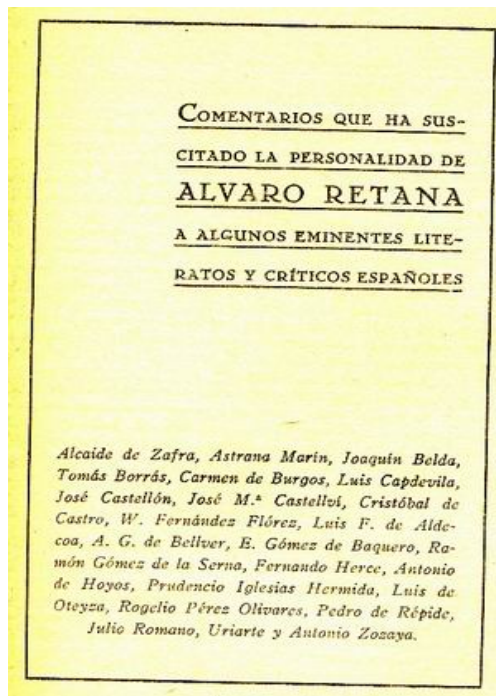 COMENTARIOS QUE HA SUS-
CITADO LA PERSONALIDAD DE
ALVARO RETANA
A ALGUNOS EMINENTES LITE-
RATOS Y CRÍTICOS ESPAÑOLES
Alcaide de Zafra, Astrana Marín, Joaquín Belda,
Tomás Borrás, Carmen de Burgos, Luis Capdevila,
José Castellón, José M.ª Castellví, Cristóbal de
Castro, W. Fernández Flórez, Luis F. de Alde-
coa, A. G. de Bellver, E. Gómez de Baquero, Ra-
món Gómez de la Serna, Fernando Herce, Antonio
de Hoyos, Prudencio Iglesias Hermida, Luis de
Oteyza, Rogelio Pérez Olivares, Pedro de Répide,
Julio Romano, Uriarte y Antonio Zozaya.